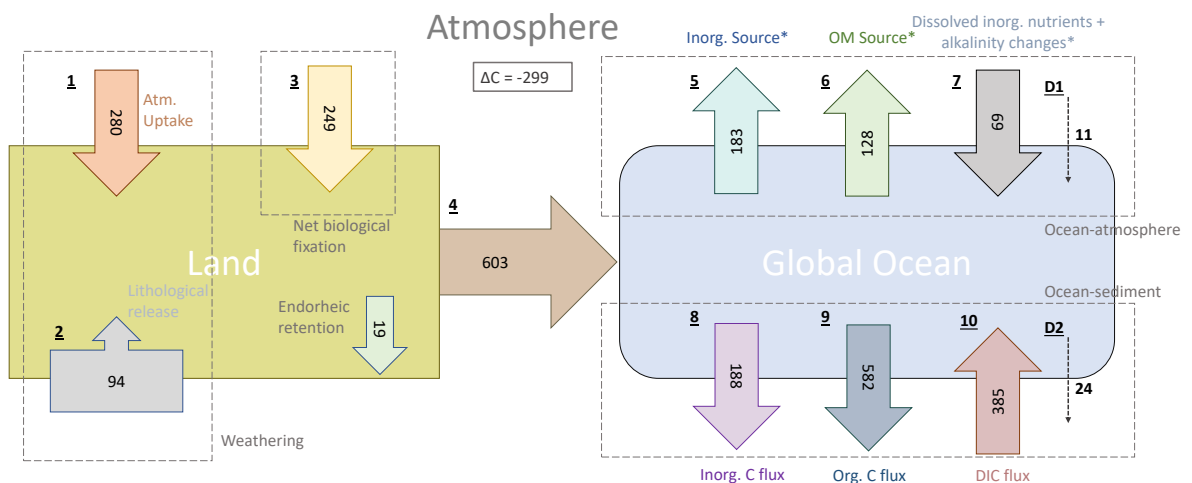 Atmosphere
ΔC = -299
Inorg. Source*
OM Source*
Dissolved inorg. nutrients +
alkalinity changes*
1
280
Atm.
Uptake
3
249
Net biological
fixation
4
603
5
183
6
128
7
69
D1
11
Ocean-atmosphere
Land
Global Ocean
Lithological
release
2
94
Endorheic
retention
19
Weathering
Ocean-sediment
8
188
9
582
10
385
D2
24
Inorg. C flux
Org. C flux
DIC flux